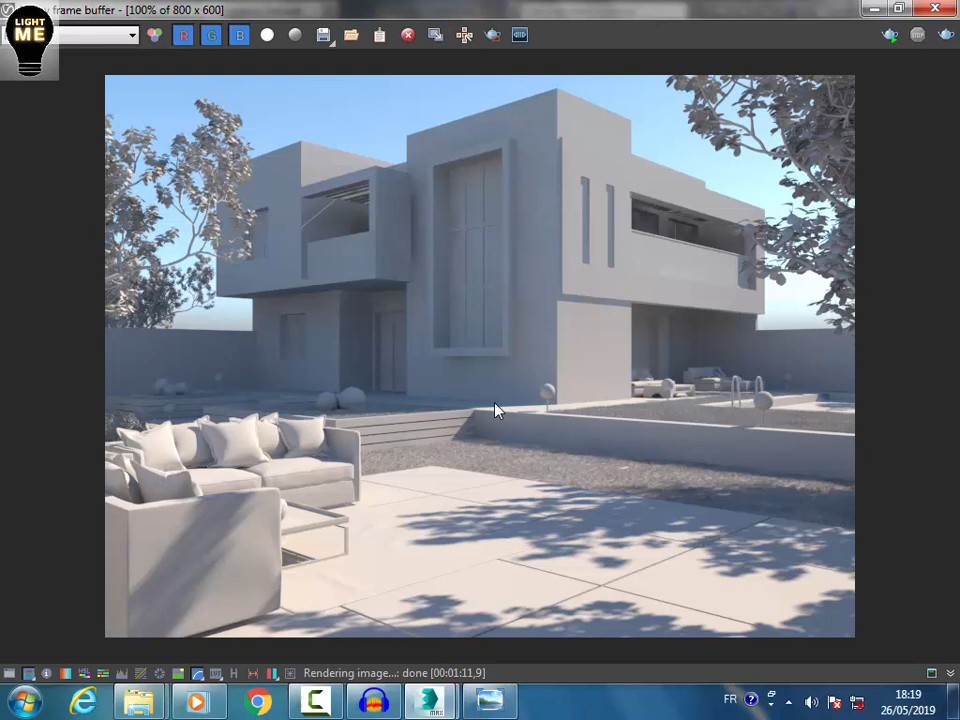 LIGHT
ME
frame buffer - [100% of 800 x 600]
R G B
Rendering image...: done [00:01:11,9]
H
MAX
FR
18:19
26/05/2019